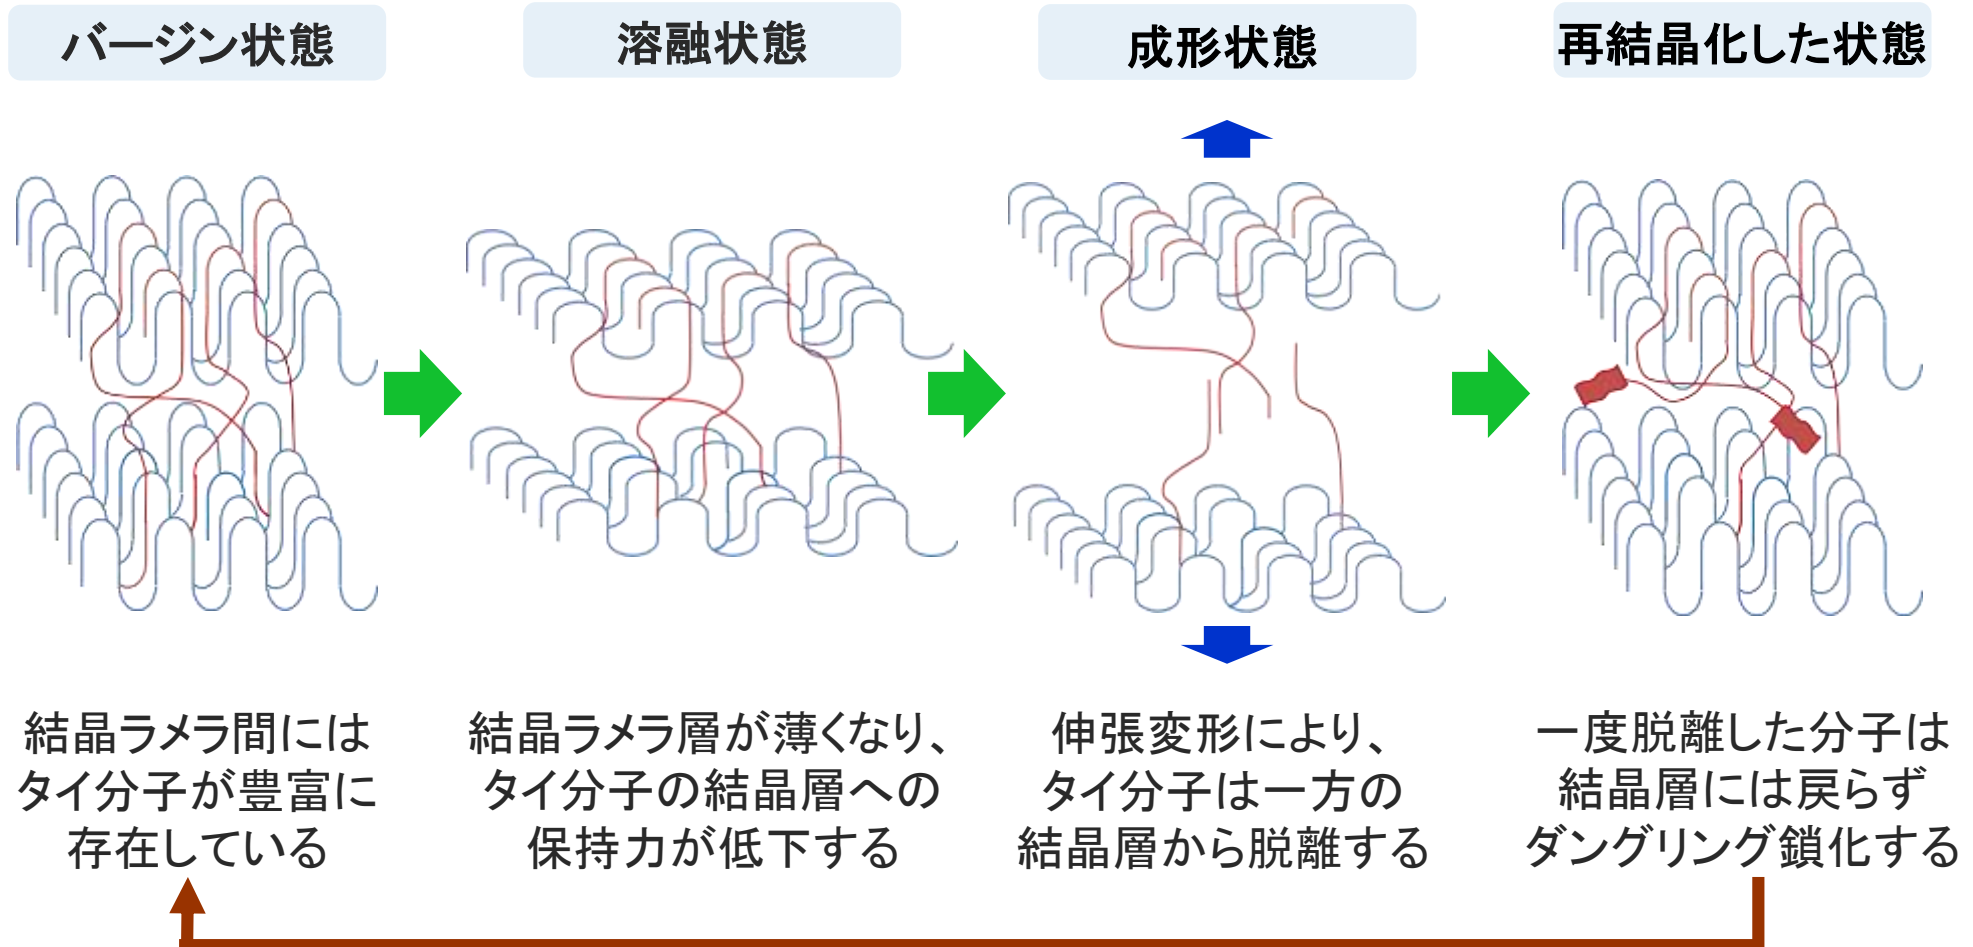 バージン状態
溶融状態
成形状態
再結晶化した状態
結晶ラメラ間には
タイ分子が豊富に
存在している
結晶ラメラ層が薄くなり、
タイ分子の結晶層への
保持力が低下する
伸張変形により、
タイ分子は一方の
結晶層から脱離する
一度脱離した分子は
結晶層には戻らず
ダングリング鎖化する